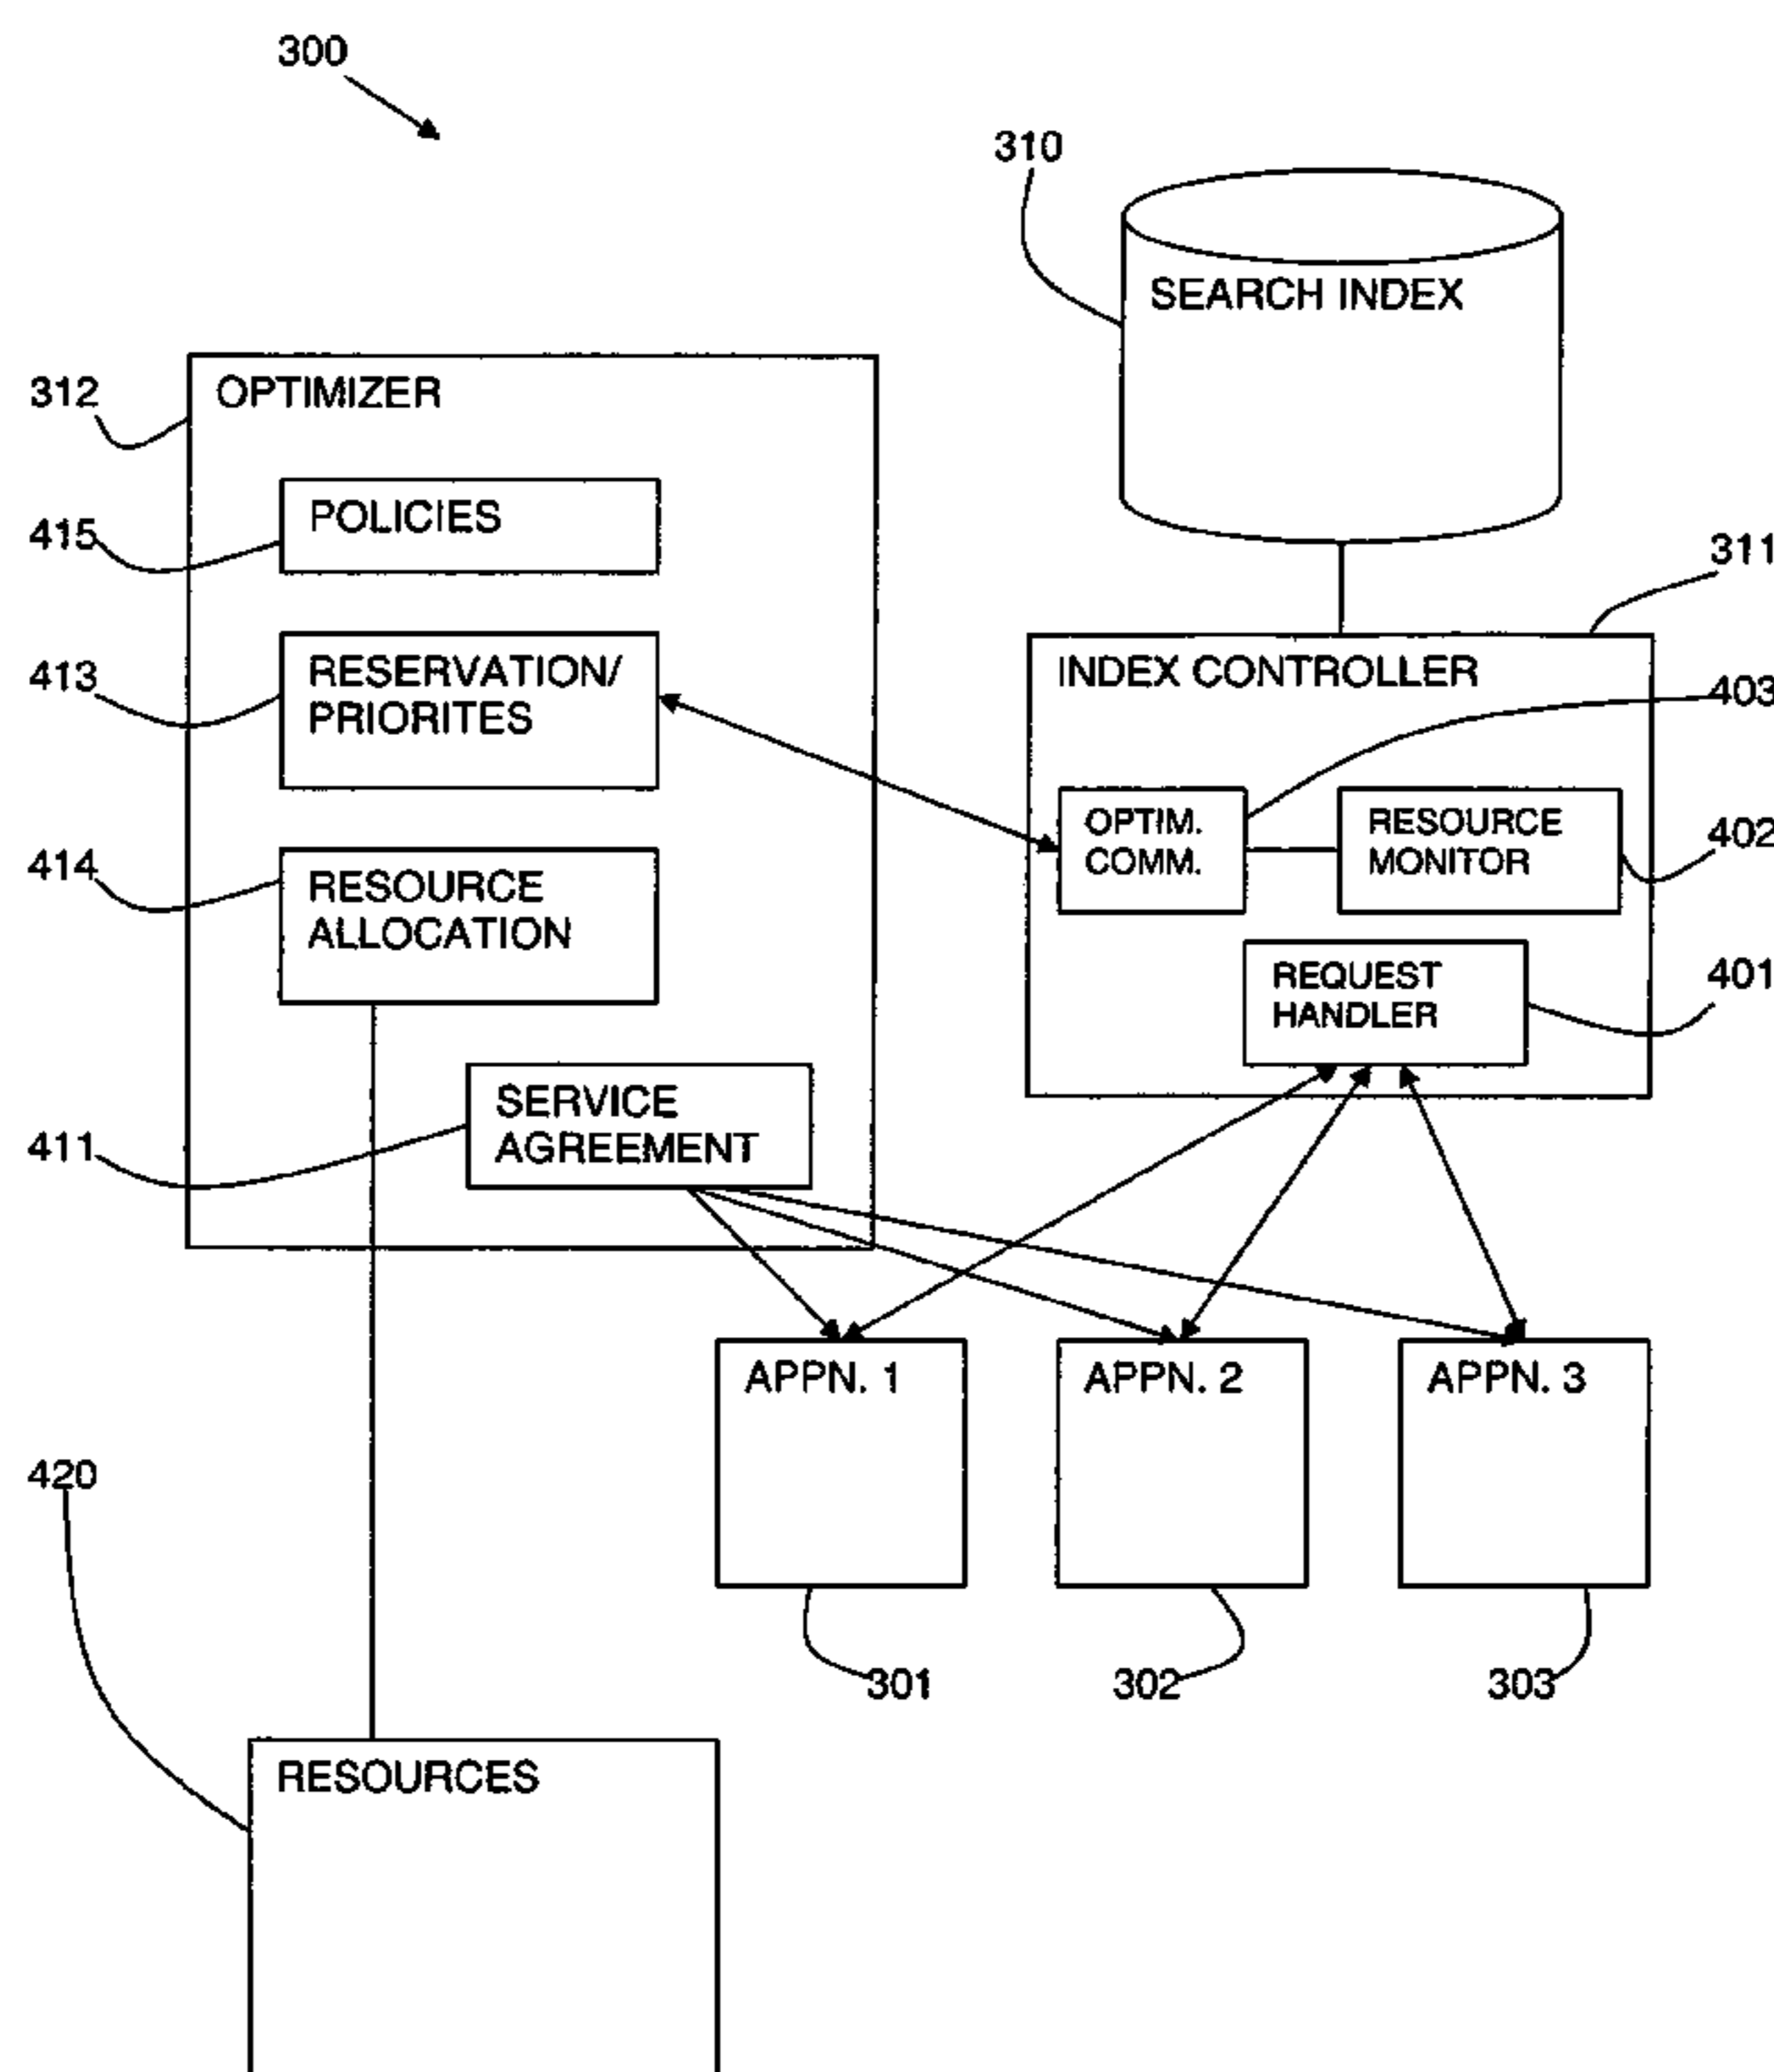 300
310
SEARCH INDEX
312
OPTIMIZER
415
POLICIES
311
413
RESERVATION/
PRIORITES
INDEX CONTROLLER
403
OPTIM.
COMM.
RESOURCE
MONITOR
402
414
RESOURCE
ALLOCATION
REQUEST
HANDLER
401
411
SERVICE
AGREEMENT
APPN. 1
APPN. 2
APPN. 3
420
301
302
303
RESOURCES